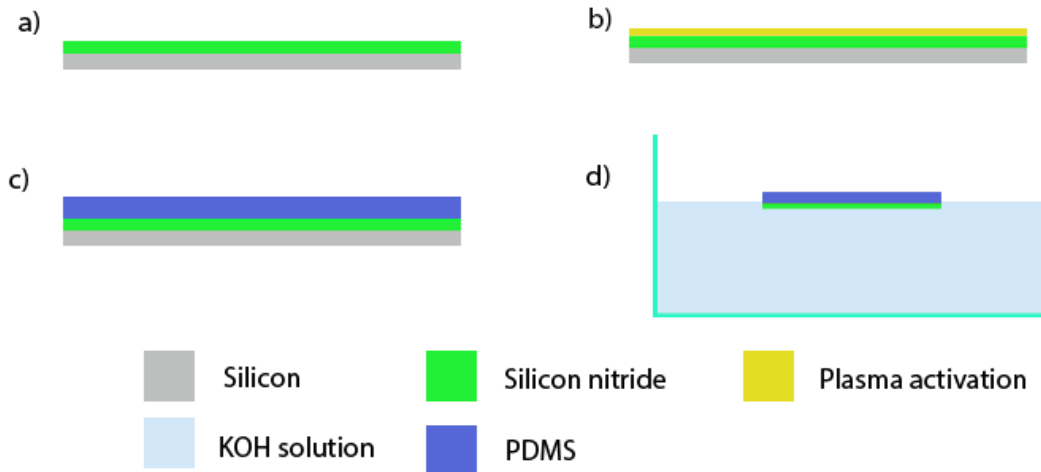 a)
b)
c)
d)
Silicon
Silicon nitride
Plasma activation
KOH solution
PDMS